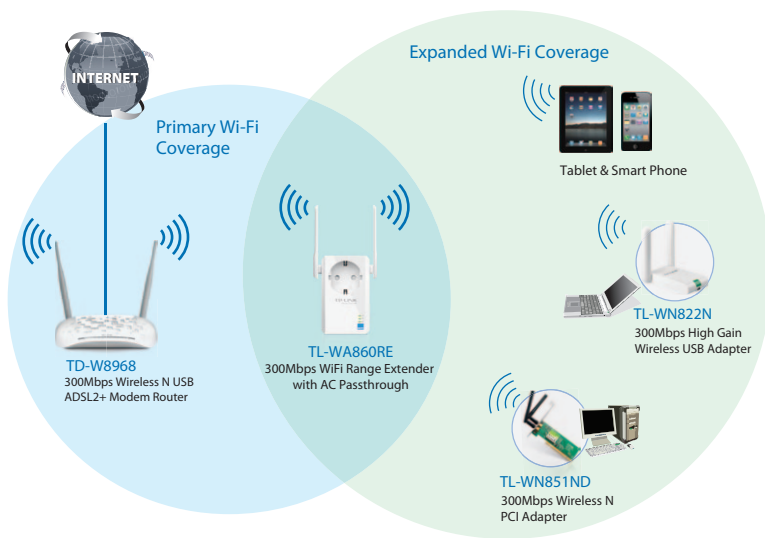 INTERNET
Expanded Wi-Fi Coverage
Primary Wi-Fi
Coverage
Tablet & Smart Phone
TP-LINK
TL-WN822N
300Mbps High Gain
Wireless USB Adapter
TD-W8968
300Mbps Wireless N USB
ADSL2+ Modem Router
TL-WA860RE
300Mbps WiFi Range Extender
with AC Passthrough
TL-WN851ND
300Mbps Wireless N
PCI Adapter